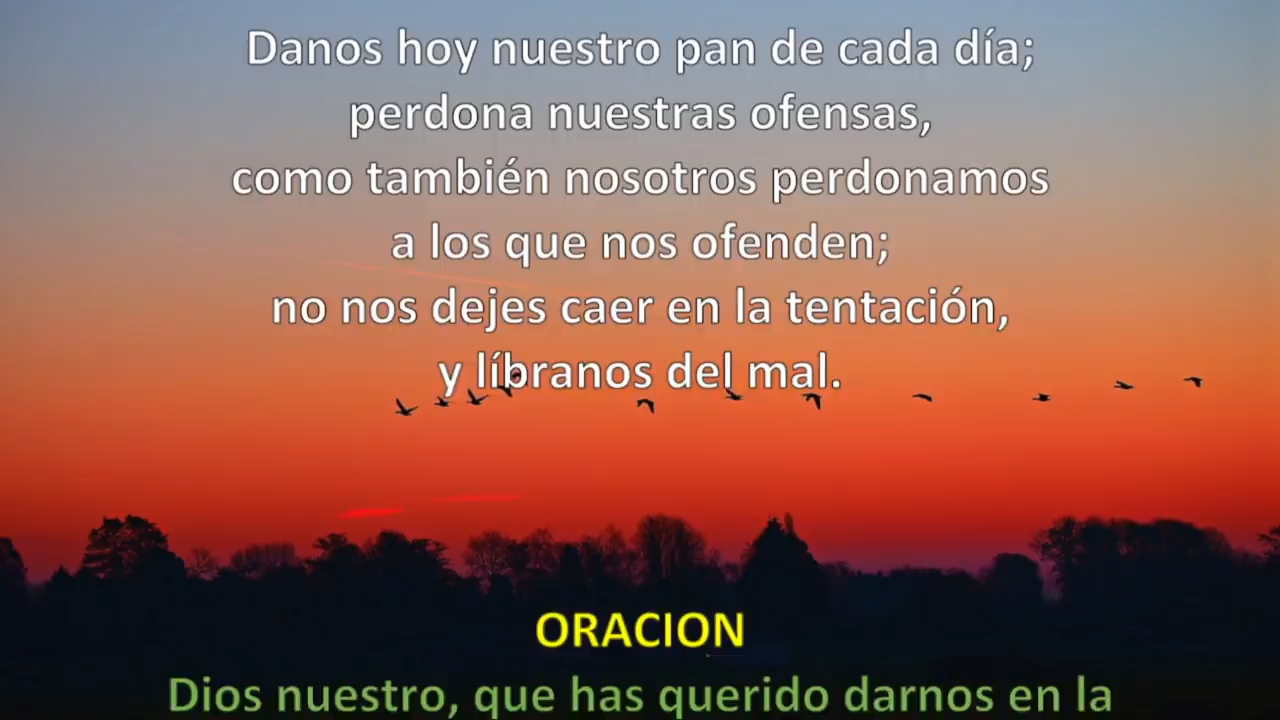 Danos hoy nuestro pan de cada día;
perdona nuestras ofensas,
como también nosotros perdonamos
a los que nos ofenden;
no nos dejes caer en la tentación,
y líbranos del mal.
ORACION
Dios nuestro, que has querido darnos en la